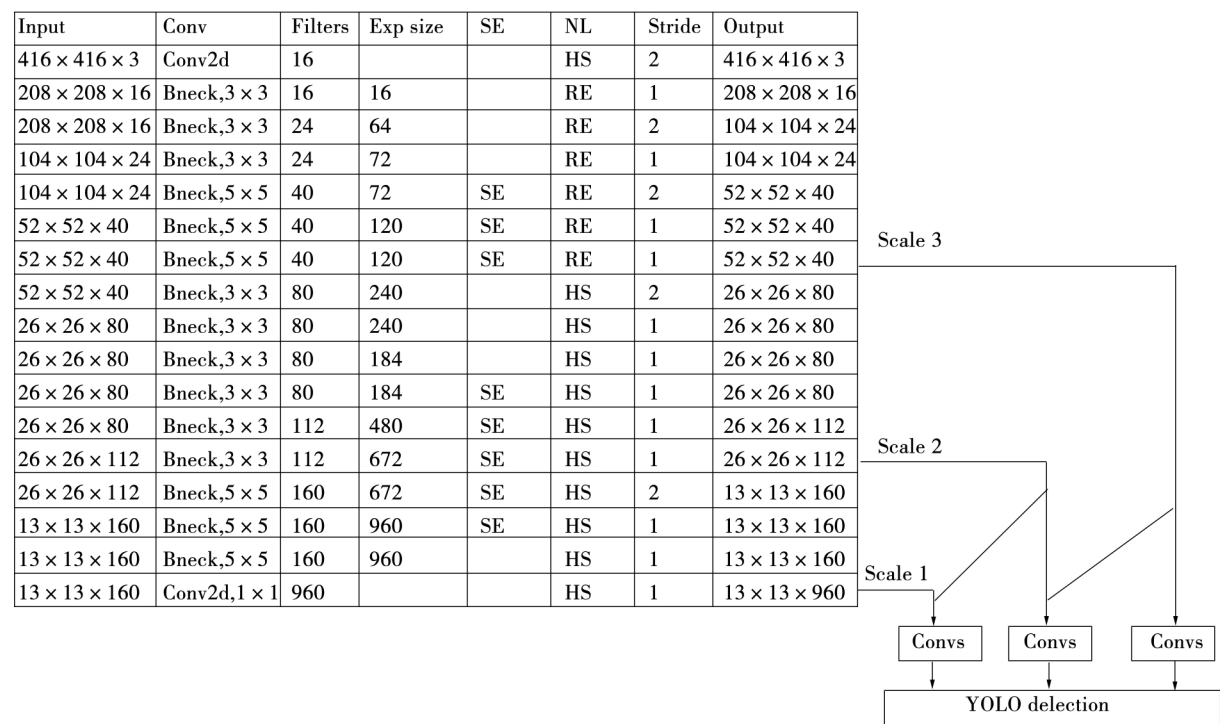 Input Conv Filters Exp size SE NL Stride Output
416 × 416 × 3 Conv2d 16 HS 2 416 × 416 × 3
208 × 208 × 16 Bneck,3 × 3 16 16 RE 1 208 × 208 × 16
208 × 208 × 16 Bneck,3 × 3 24 64 RE 2 104 × 104 × 24
104 × 104 × 24 Bneck,3 × 3 24 72 RE 1 104 × 104 × 24
104 × 104 × 24 Bneck,5 × 5 40 72 SE RE 2 52 × 52 × 40
52 × 52 × 40 Bneck,5 × 5 40 120 SE RE 1 52 × 52 × 40
52 × 52 × 40 Bneck,5 × 5 40 120 SE RE 1 52 × 52 × 40
Scale 3
52 × 52 × 40 Bneck,3 × 3 80 240 HS 2 26 × 26 × 80
26 × 26 × 80 Bneck,3 × 3 80 240 HS 1 26 × 26 × 80
26 × 26 × 80 Bneck,3 × 3 80 184 HS 1 26 × 26 × 80
26 × 26 × 80 Bneck,3 × 3 80 184 SE HS 1 26 × 26 × 80
26 × 26 × 80 Bneck,3 × 3 112 480 SE HS 1 26 × 26 × 112
26 × 26 × 112 Bneck,3 × 3 112 672 SE HS 1 26 × 26 × 112
Scale 2
26 × 26 × 112 Bneck,5 × 5 160 672 SE HS 2 13 × 13 × 160
13 × 13 × 160 Bneck,5 × 5 160 960 SE HS 1 13 × 13 × 160
13 × 13 × 160 Bneck,5 × 5 160 960 HS 1 13 × 13 × 160
Scale 1
13 × 13 × 160 Conv2d,1 × 1 960 HS 1 13 × 13 × 960
Convs Convs Convs
YOLO delection